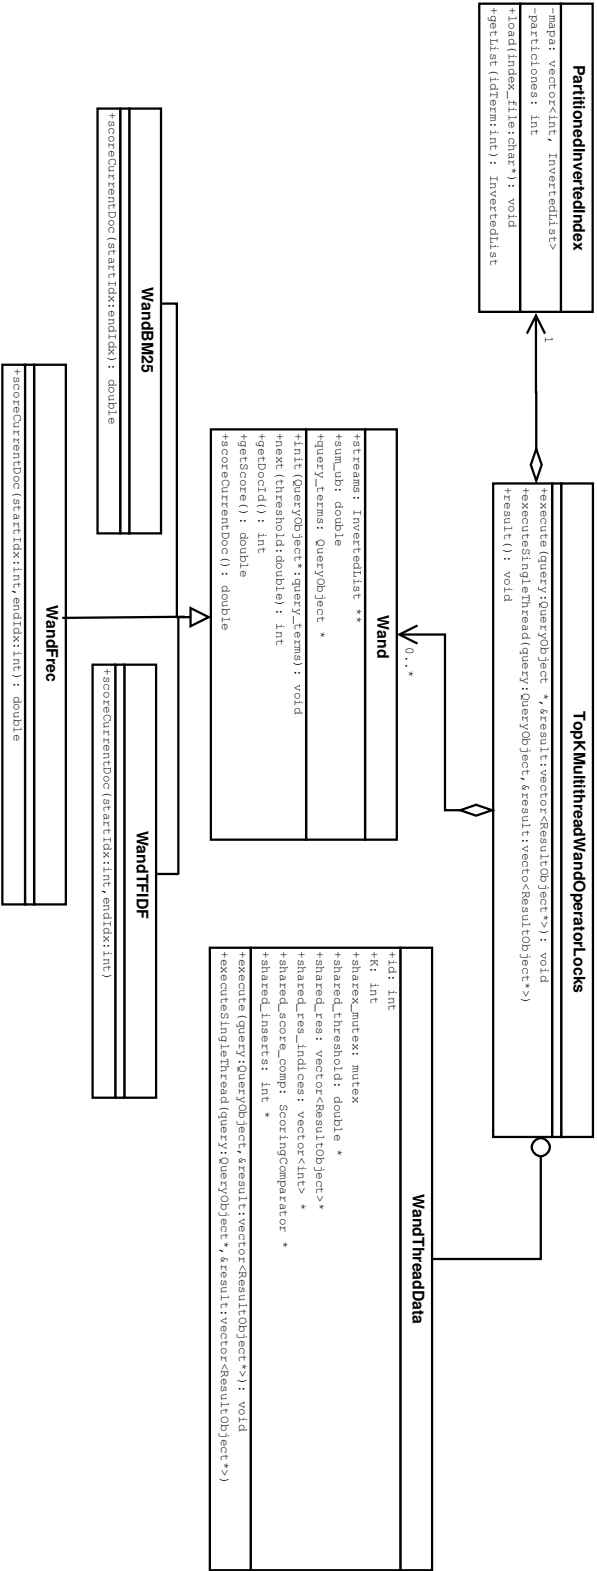 PartitionedInvertedIndex
-mapa: vector<int, InvertedList>
-particiones: int
+load(index_file:char*): void
+getList(idTerm:int): InvertedList
1
TopKMultithreadWandOperatorLocks
+execute(query:QueryObject *,&result:vector<ResultObject*>): void
+executeSingleThread(query:QueryObject,&result:vecto<ResultObject*>)
+result(): void
0..*
Wand
+streams: InvertedList **
+sum_ub: double
+query_terms: QueryObject *
+init(QueryObject*:query_terms): void
+next(threshold:double): int
+getDocId(): int
+getScore(): double
+scoreCurrentDoc(): double
WandThreadData
+id: int
+K: int
+sharex_mutex: mutex
+shared_threshold: double *
+shared_res: vector<ResultObject>*
+shared_res_indices: vector<int> *
+shared_score_comp: ScoringComparator *
+shared_inserts: int *
+execute(query:QueryObject,&result:vector<ResultObject*>): void
+executeSingleThread(query:QueryObject*,&result:vector<ResultObject*>)
WandBM25
+scoreCurrentDoc(startIdx:endIdx): double
WandTFIDF
+scoreCurrentDoc(startIdx:int,endIdx:int)
WandFrec
+scoreCurrentDoc(startIdx:int,endIdx:int): double